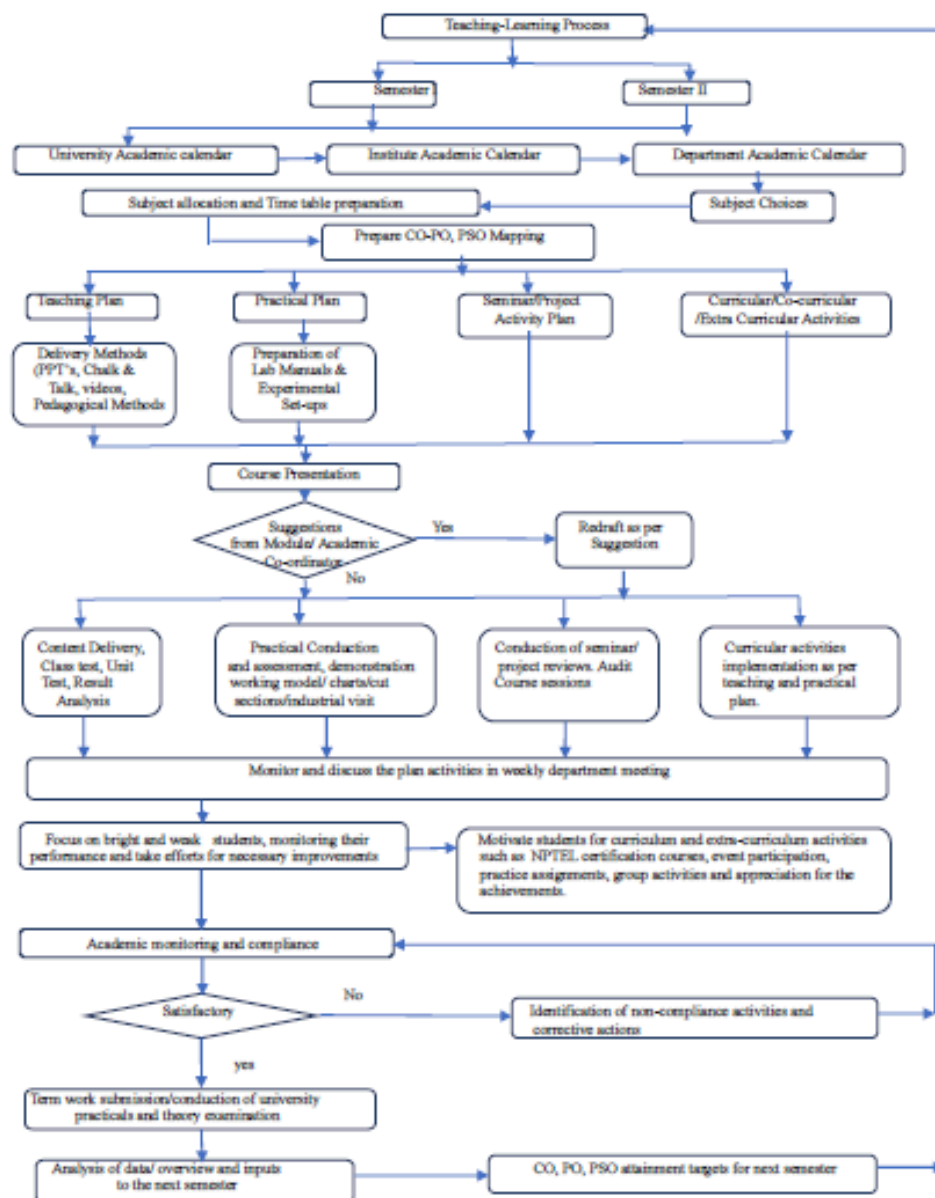 Teaching-Learning Process
Semester I
Semester II
University Academic calendar
Institute Academic Calendar
Department Academic Calendar
Subject allocation and Time table preparation
Subject Choices
Prepare CO-PO, PSO Mapping
Teaching Plan
Practical Plan
Seminar/Project
Activity Plan
Curricular/Co-curricular
/Extra Curricular Activities
Delivery Methods
(PPT's, Chalk &
Talk, videos,
Pedagogical Methods
Preparation of
Lab Manuals &
Experimental
Set-ups
Course Presentation
Suggestions
from Module/ Academic
Co-ordinator
Yes
Redraft as per
Suggestion
No
Content Delivery,
Class test, Unit
Test, Result
Analysis
Practical Conduction
and assessment, demonstration
working model/ charts/cut
sections/industrial visit
Conduction of seminar/
project reviews. Audit
Course sessions
Curricular activities
implementation as per
teaching and practical
plan.
Monitor and discuss the plan activities in weekly department meeting
Focus on bright and weak students, monitoring their
performance and take efforts for necessary improvements
Motivate students for curriculum and extra-curriculum activities
such as NPTEL certification courses, event participation,
practice assignments, group activities and appreciation for the
achievements.
Academic monitoring and compliance
Satisfactory
No
Identification of non-compliance activities and
corrective actions
yes
Term work submission/conduction of university
practicals and theory examination
Analysis of data/ overview and inputs
to the next semester
CO, PO, PSO attainment targets for next semester